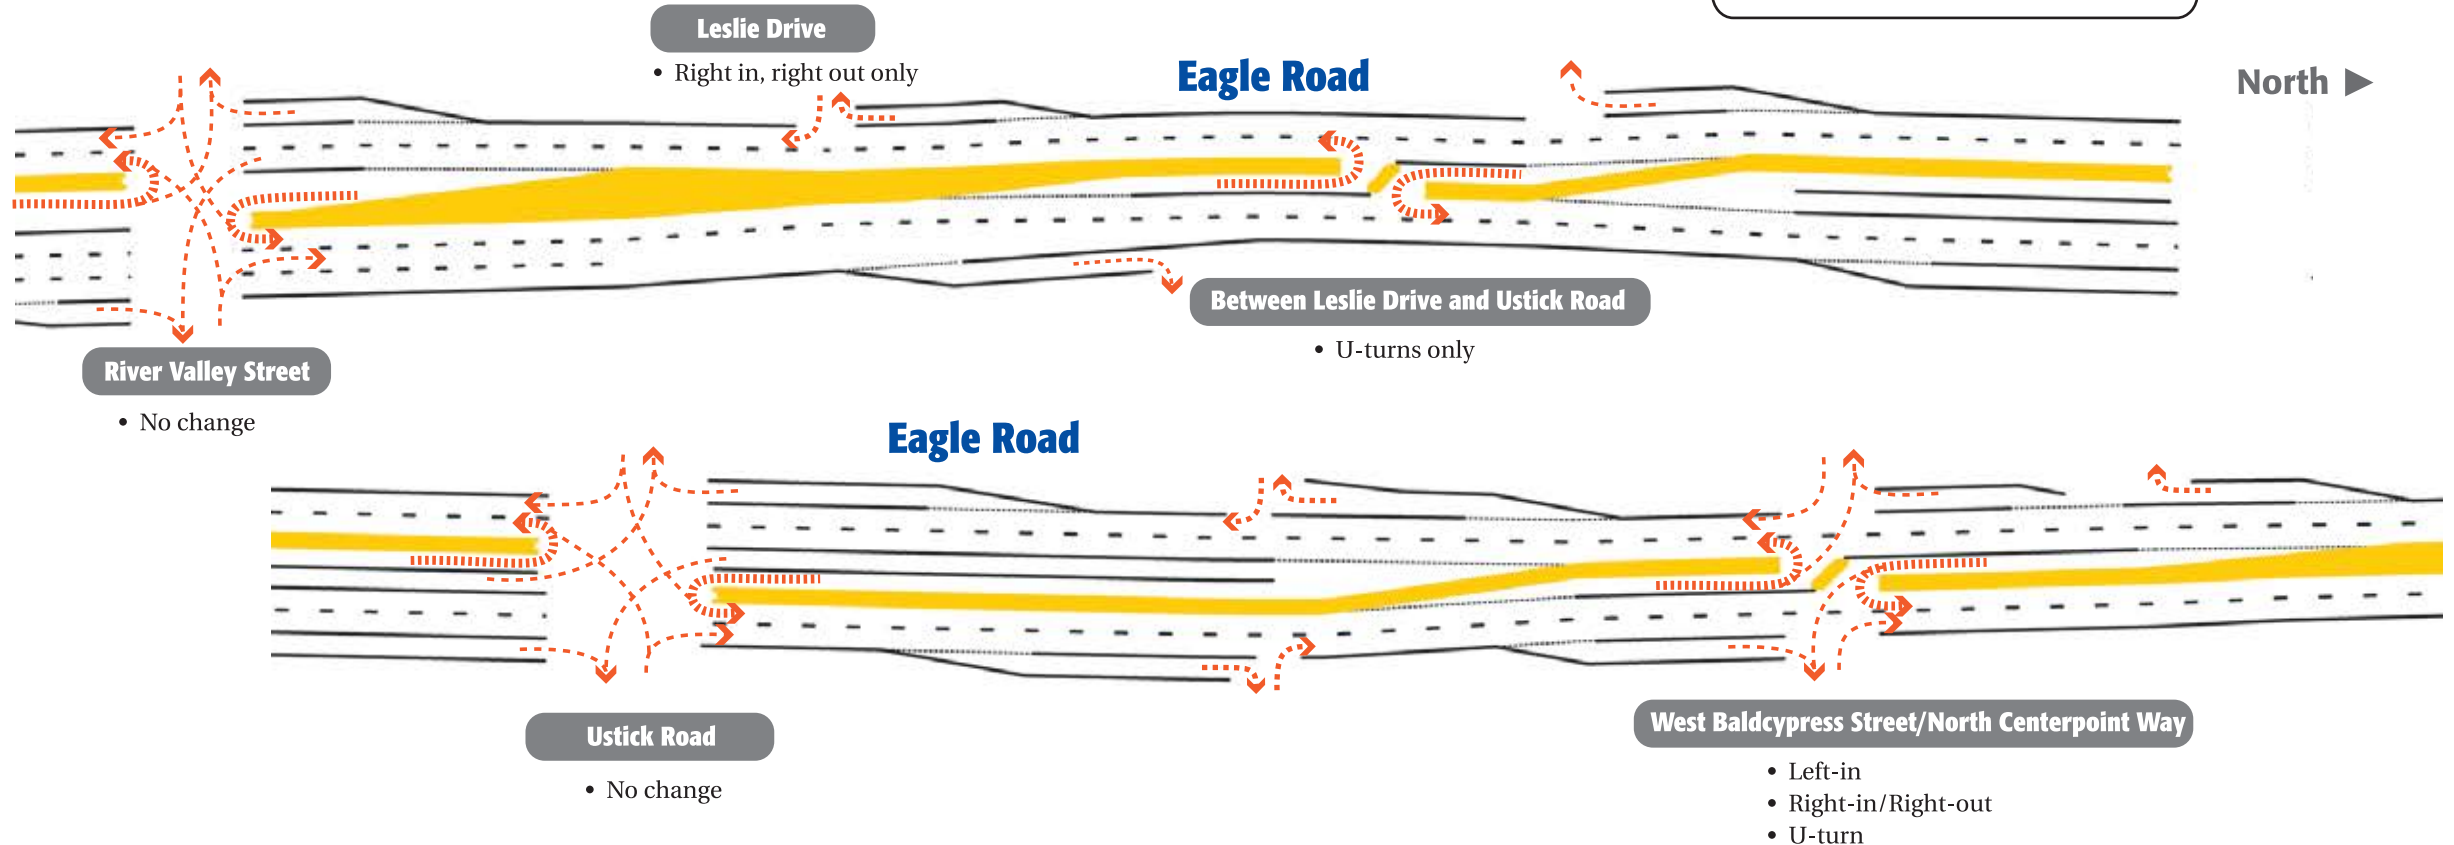 Leslie Drive
• Right in, right out only
Eagle Road
North
Between Leslie Drive and Ustick Road
• U-turns only
River Valley Street
• No change
Eagle Road
Ustick Road
• No change
West Baldcypress Street/North Centerpoint Way
• Left-in
• Right-in/Right-out
• U-turn